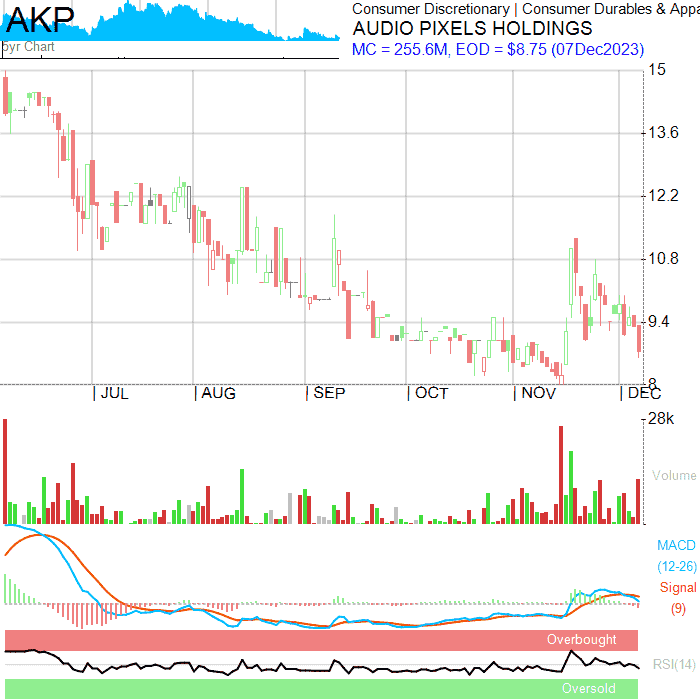 AKP
5yr Chart
Consumer Discretionary | Consumer Durables & Appa
AUDIO PIXELS HOLDINGS
MC = 255.6M, EOD = $8.75 (07Dec2023)
15
13.6
12.2
10.8
9.4
8
| JUL
| AUG
| SEP
| OCT
| NOV
| DEC
28k
Volume
MACD
(12-26)
Signal
(9)
Overbought
RSI(14)
Oversold